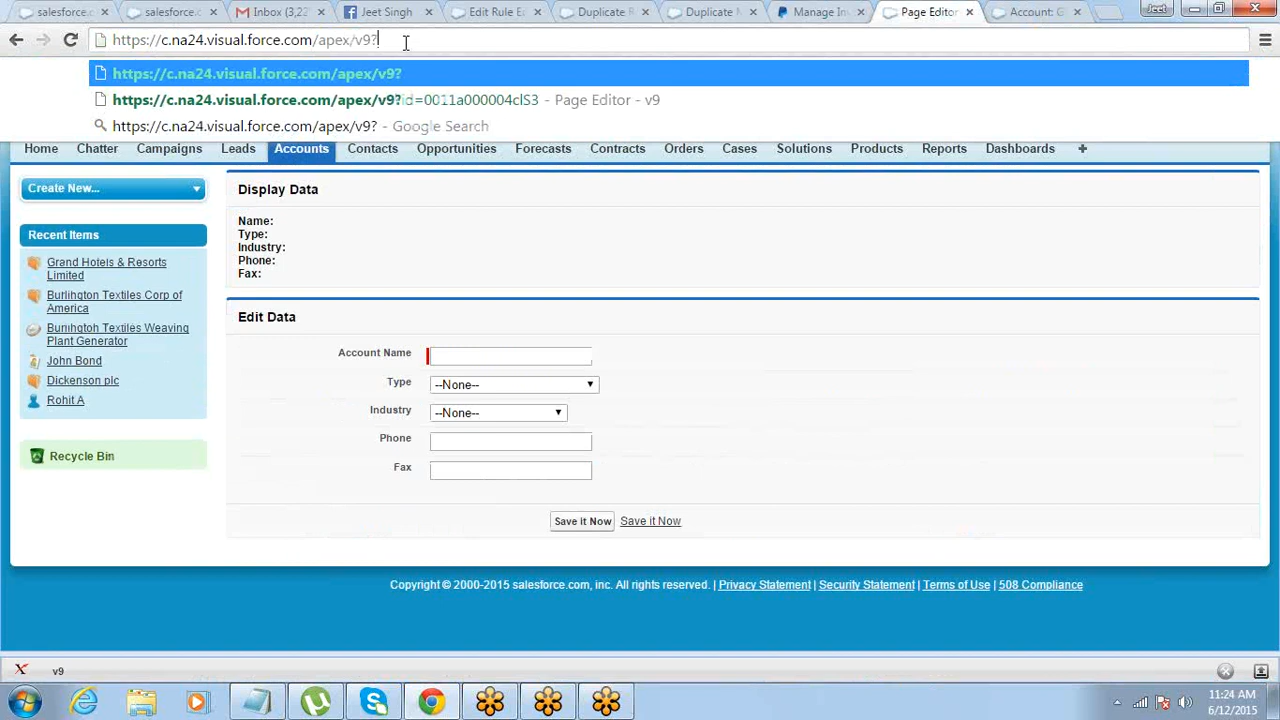 salesforce.c
salesforce.c
Inbox (3,22
Jeet Singh
Edit Rule E
Duplicate R
Duplicate M
Manage In
Page Editor
Account: G
Jeet
https://c.na24.visual.force.com/apex/v9?
https://c.na24.visual.force.com/apex/v9?
https://c.na24.visual.force.com/apex/v9?id=0011a000004clS3 - Page Editor - v9
https://c.na24.visual.force.com/apex/v9? - Google Search
Home Chatter Campaigns Leads Accounts Contacts Opportunities Forecasts Contracts Orders Cases Solutions Products Reports Dashboards +
Create New...
Recent Items
Grand Hotels & Resorts
Limited
Burlington Textiles Corp of
America
Burlington Textiles Weaving
Plant Generator
John Bond
Dickenson plc
Rohit A
Recycle Bin
Display Data
Name:
Type:
Industry:
Phone:
Fax:
Edit Data
Account Name
Type --None--
Industry --None--
Phone
Fax
Save it Now Save it Now
Copyright © 2000-2015 salesforce.com, inc. All rights reserved. | Privacy Statement | Security Statement | Terms of Use | 508 Compliance
v9
11:24 AM
6/12/2015